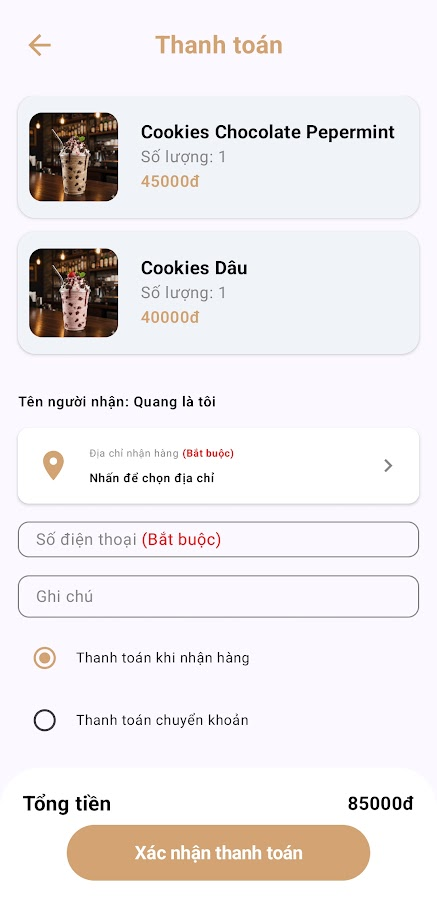 Thanh toán
Cookies Chocolate Pepermint
Số lượng: 1
45000đ
Cookies Dâu
Số lượng: 1
40000đ
Tên người nhận: Quang là tôi
Địa chỉ nhận hàng (Bắt buộc)
Nhấn để chọn địa chỉ
Số điện thoại (Bắt buộc)
Ghi chú
Thanh toán khi nhận hàng
Thanh toán chuyển khoản
Tổng tiền 85000đ
Xác nhận thanh toán